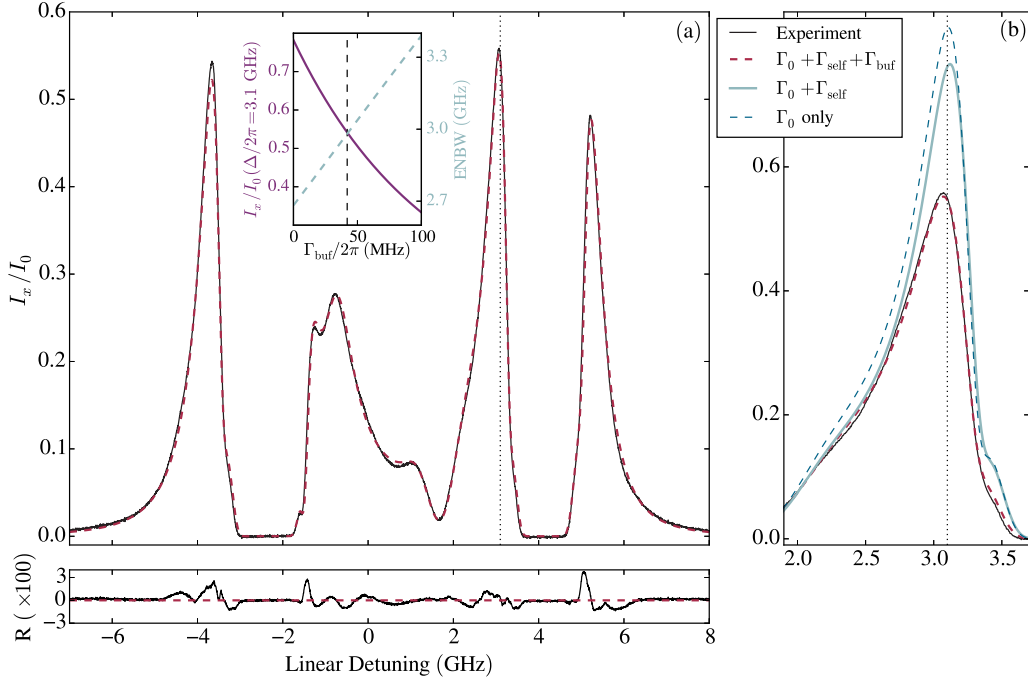 (a)
(b)
0.6
0.5
0.4
0.3
0.2
0.1
0.0
I_x/I_0
0.7
0.6
0.5
0.4
I_x/I_0(Δ/2π=3.1 GHz)
3.3
3.0
2.7
ENBW (GHz)
0 50 100
Γ_buf/2π (MHz)
Experiment
Γ_0 +Γ_self +Γ_buf
Γ_0 +Γ_self
Γ_0 only
0.6
0.4
0.2
0.0
2.0 2.5 3.0 3.5
3
0
−3
R ( ×100)
−6 −4 −2 0 2 4 6 8
Linear Detuning (GHz)